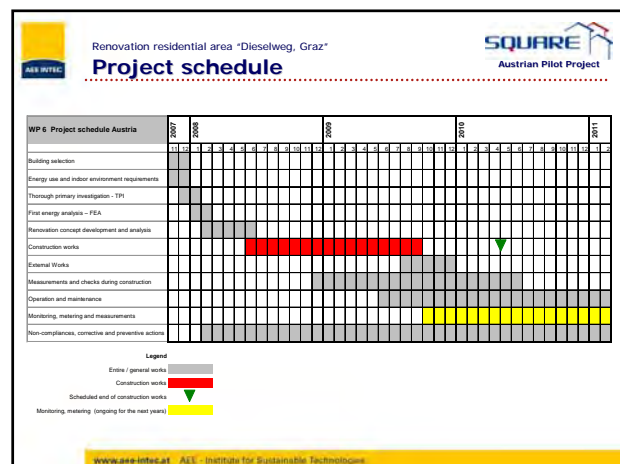 Renovation residential area "Dieselweg, Graz"
Project schedule
AEE INTEC
SQUARE
Austrian Pilot Project
WP 6 Project schedule Austria 2007 2008 2009 2010 2011
11 12 1 2 3 4 5 6 7 8 9 10 11 12 1 2 3 4 5 6 7 8 9 10 11 12 1 2 3 4 5 6 7 8 9 10 11 12 1 2
Building selection
Energy use and indoor environment requirements
Thorough primary investigation - TPI
First energy analysis – FEA
Renovation concept development and analysis
Construction works
External Works
Measurements and checks during construction
Operation and maintenance
Monitoring, metering and measurements
Non-compliances, corrective and preventive actions
Legend
Entire / general works
Construction works
Scheduled end of construction works
Monitoring, metering (ongoing for the next years)
www.aee-intec.at AEE - Institute for Sustainable Technologies